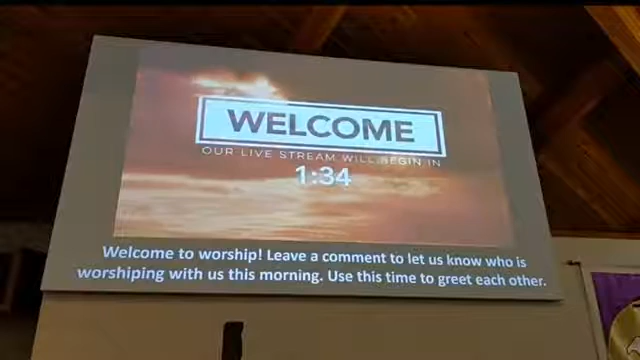 WELCOME
OUR LIVE STREAM WILL BEGIN IN
1:34
Welcome to worship! Leave a comment to let us know who is
worshiping with us this morning. Use this time to greet each other.